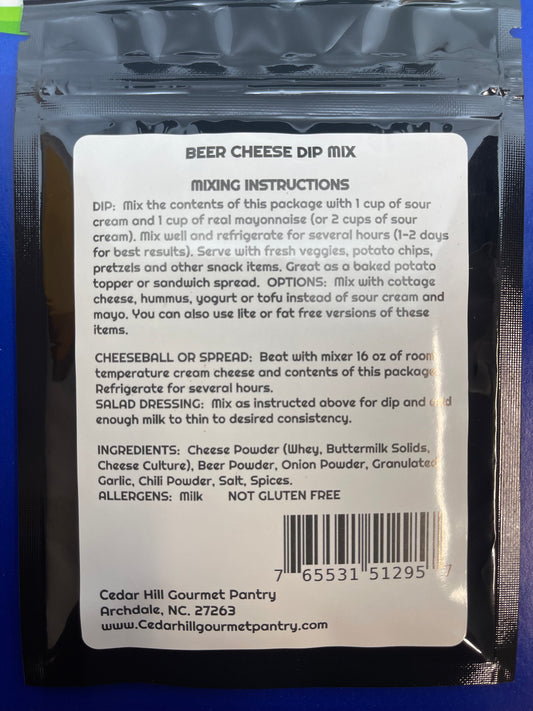 BEER CHEESE DIP MIX
MIXING INSTRUCTIONS
DIP: Mix the contents of this package with 1 cup of sour
cream and 1 cup of real mayonnaise (or 2 cups of sour
cream). Mix well and refrigerate for several hours (1-2 days
for best results). Serve with fresh veggies, potato chips,
pretzels and other snack items. Great as a baked potato
topper or sandwich spread. OPTIONS: Mix with cottage
cheese, hummus, yogurt or tofu instead of sour cream and
mayo. You can also use lite or fat free versions of these
items.
CHEESEBALL OR SPREAD: Beat with mixer 16 oz of room
temperature cream cheese and contents of this package
Refrigerate for several hours.
SALAD DRESSING: Mix as instructed above for dip and add
enough milk to thin to desired consistency.
INGREDIENTS: Cheese Powder (Whey, Buttermilk Solids,
Cheese Culture), Beer Powder, Onion Powder, Granulated
Garlic, Chili Powder, Salt, Spices.
ALLERGENS: Milk NOT GLUTEN FREE
7 65531 51295 7
Cedar Hill Gourmet Pantry
Archdale, NC. 27263
www.Cedarhillgourmetpantry.com